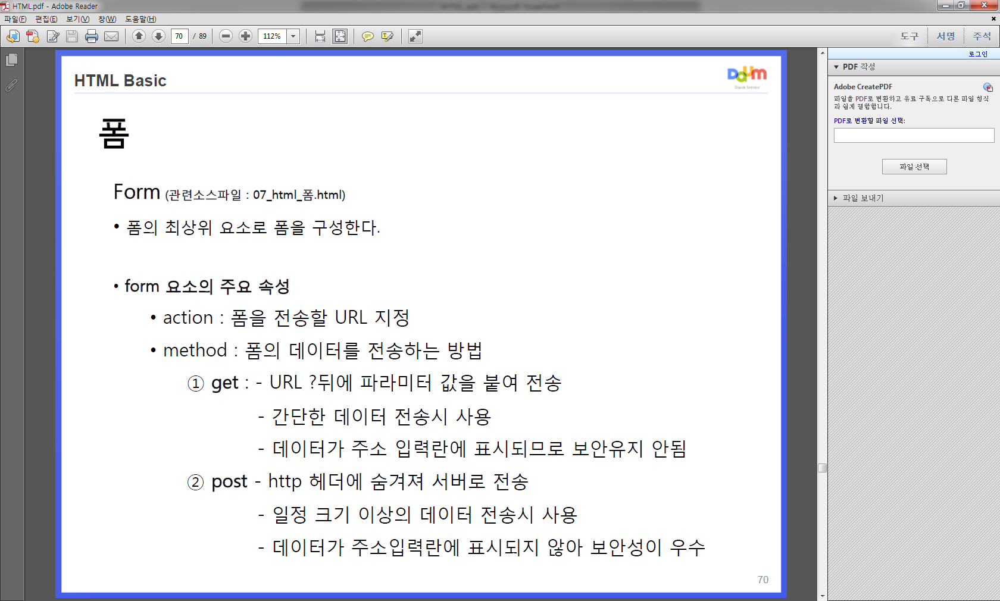 HTML.pdf - Adobe Reader
파일(F) 편집(E) 보기(V) 창(W) 도움말(H)
70 / 89 112% 도구 서명 주석
로그인
PDF 작성
Adobe CreatePDF
파일을 PDF로 변환하고 유료 구독으로 다른 파일 형식
과 쉽게 결합합니다.
PDF로 변환할 파일 선택:
파일 선택
파일 보내기
HTML Basic
Daum
폼
Form (관련소스파일 : 07_html_폼.html)
• 폼의 최상위 요소로 폼을 구성한다.
• form 요소의 주요 속성
• action : 폼을 전송할 URL 지정
• method : 폼의 데이터를 전송하는 방법
① get : - URL ?뒤에 파라미터 값을 붙여 전송
- 간단한 데이터 전송시 사용
- 데이터가 주소 입력란에 표시되므로 보안유지 안됨
② post - http 헤더에 숨겨져 서버로 전송
- 일정 크기 이상의 데이터 전송시 사용
- 데이터가 주소입력란에 표시되지 않아 보안성이 우수
70